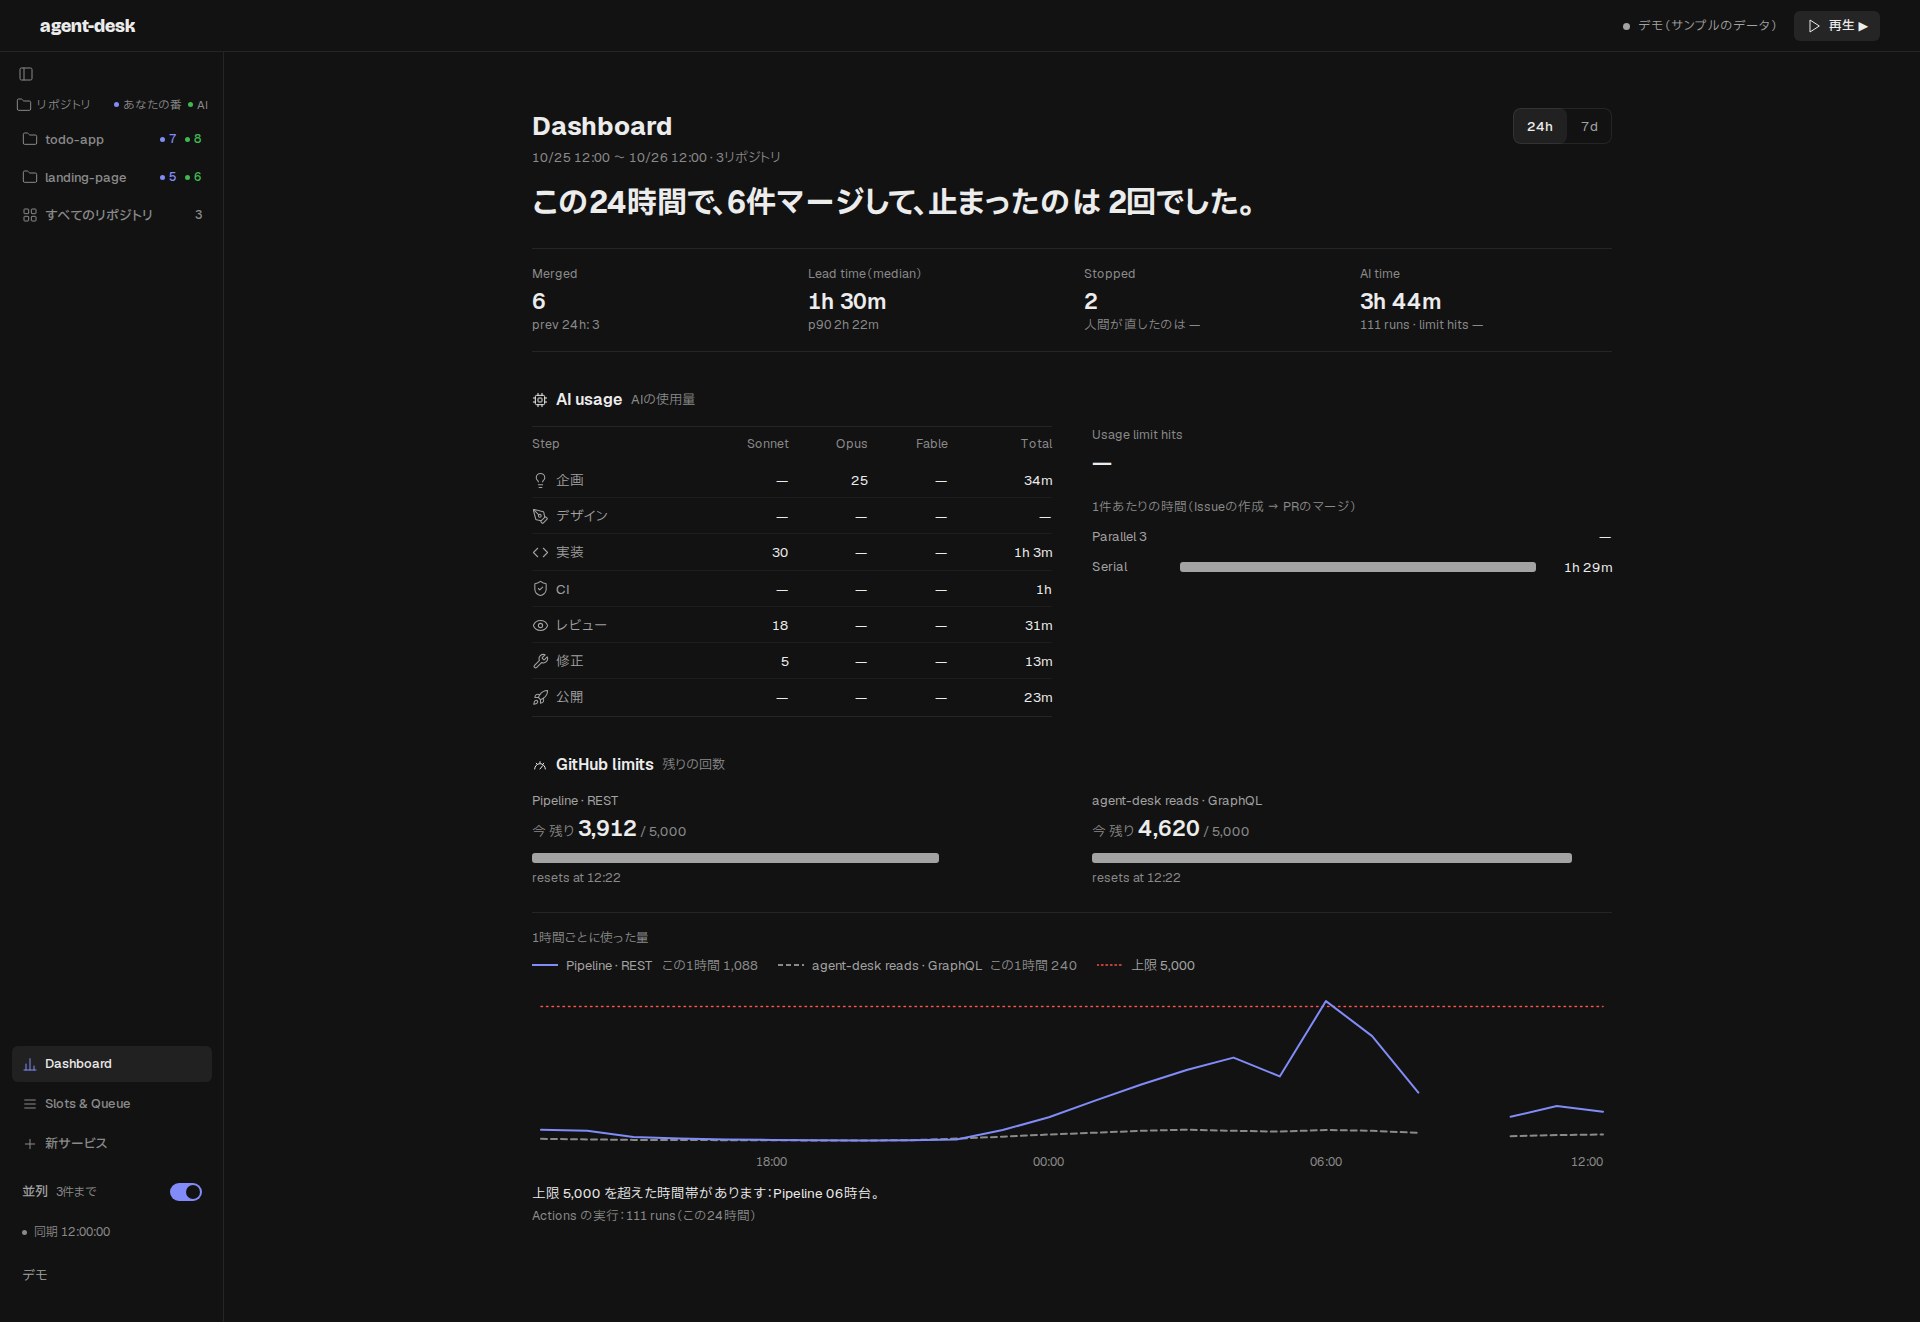 agent-desk
デモ（サンプルのデータ）
再生 ▶
リポジトリ ●あなたの番 ●AI
todo-app ●7 ●8
landing-page ●5 ●6
すべてのリポジトリ 3
Dashboard
Slots & Queue
新サービス
並列 3件まで
同期 12:00:00
デモ
Dashboard
24h 7d
10/25 12:00 〜 10/26 12:00 · 3リポジトリ
この24時間で、6件マージして、止まったのは 2回でした。
Merged
6
prev 24h: 3
Lead time（median）
1h 30m
p90 2h 22m
Stopped
2
人間が直したのは —
AI time
3h 44m
111 runs · limit hits —
AI usage AIの使用量
Step Sonnet Opus Fable Total
企画 — 25 — 34m
デザイン — — — —
実装 30 — — 1h 3m
CI — — — 1h
レビュー 18 — — 31m
修正 5 — — 13m
公開 — — — 23m
Usage limit hits
—
1件あたりの時間（Issueの作成 → PRのマージ）
Parallel 3 —
Serial 1h 29m
GitHub limits 残りの回数
Pipeline · REST
今 残り 3,912 / 5,000
resets at 12:22
agent-desk reads · GraphQL
今 残り 4,620 / 5,000
resets at 12:22
1時間ごとに使った量
Pipeline · REST この1時間 1,088 agent-desk reads · GraphQL この1時間 240 上限 5,000
18:00 00:00 06:00 12:00
上限 5,000 を超えた時間帯があります：Pipeline 06時台。
Actions の実行：111 runs（この24時間）